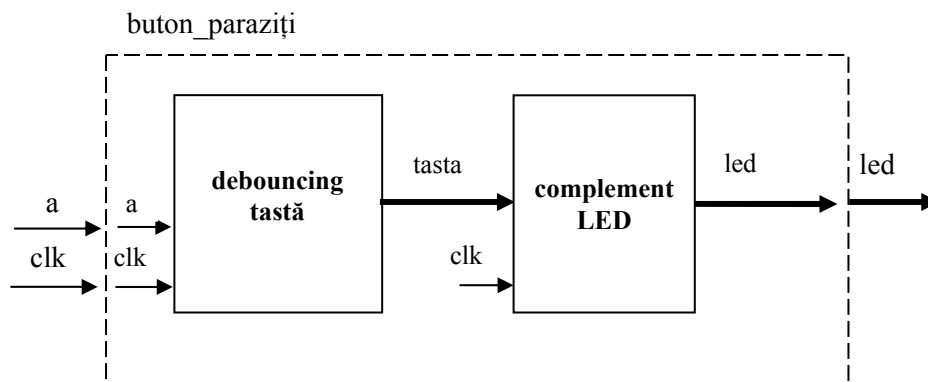 buton_paraziți
debouncing
tastă
tasta
complement
LED
led
led
a
a
clk
clk
clk